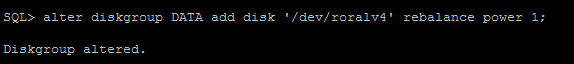 SQL> alter diskgroup DATA add disk '/dev/roralv4' rebalance power 1;
Diskgroup altered.